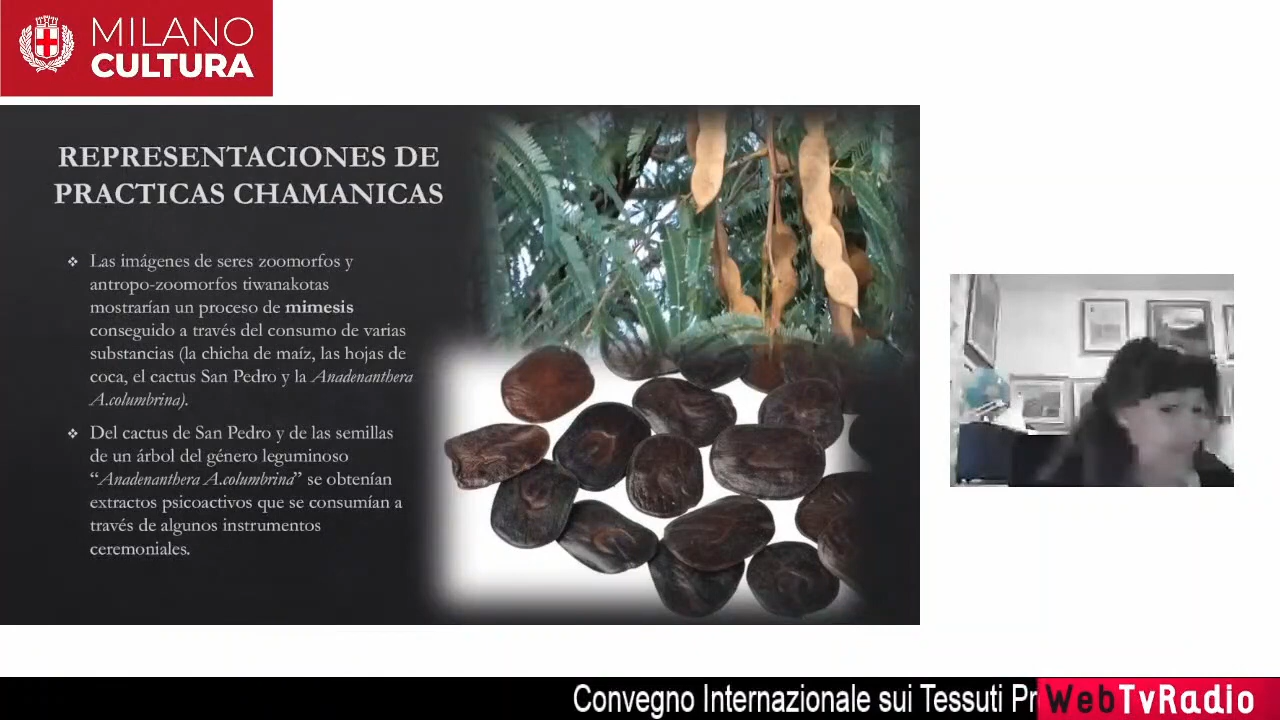 MILANO
CULTURA
REPRESENTACIONES DE
PRACTICAS CHAMANICAS
❖ Las imágenes de seres zoomorfos y
antropo-zoomorfos tiwanakotas
mostrarían un proceso de mimesis
conseguido a través del consumo de varias
substancias (la chicha de maíz, las hojas de
coca, el cactus San Pedro y la Anadenanthera
A.columbrina).
❖ Del cactus de San Pedro y de las semillas
de un árbol del género leguminoso
“Anadenanthera A.columbrina” se obtenían
extractos psicoactivos que se consumían a
través de algunos instrumentos
ceremoniales.
Convegno Internazionale sui Tessuti Pr
WebTvRadio